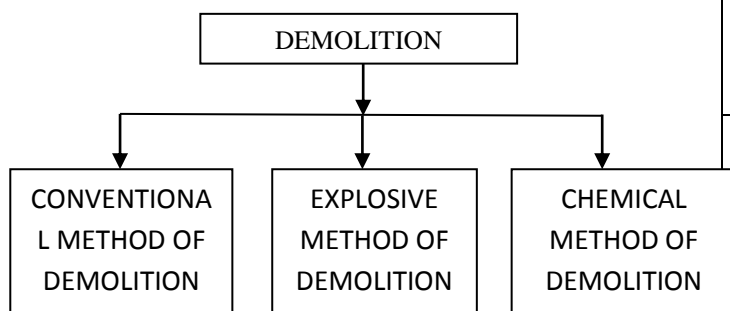 DEMOLITION
CONVENTIONA
L METHOD OF
DEMOLITION
EXPLOSIVE
METHOD OF
DEMOLITION
CHEMICAL
METHOD OF
DEMOLITION